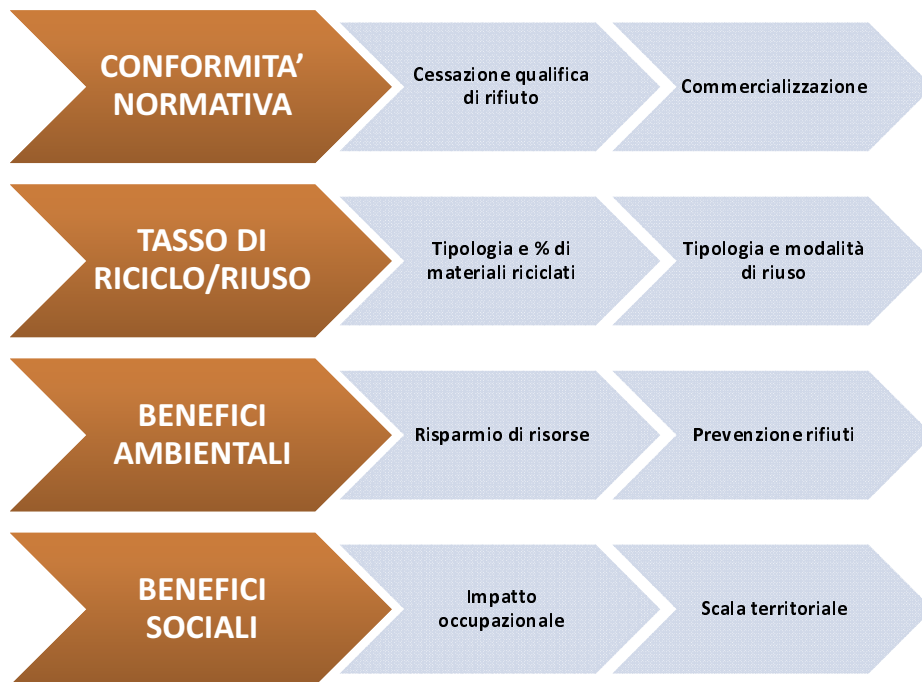 CONFORMITA'
NORMATIVA
Cessazione qualifica
di rifiuto
Commercializzazione
TASSO DI
RICICLO/RIUSO
Tipologia e % di
materiali riciclati
Tipologia e modalità
di riuso
BENEFICI
AMBIENTALI
Risparmio di risorse
Prevenzione rifiuti
BENEFICI
SOCIALI
Impatto
occupazionale
Scala territoriale